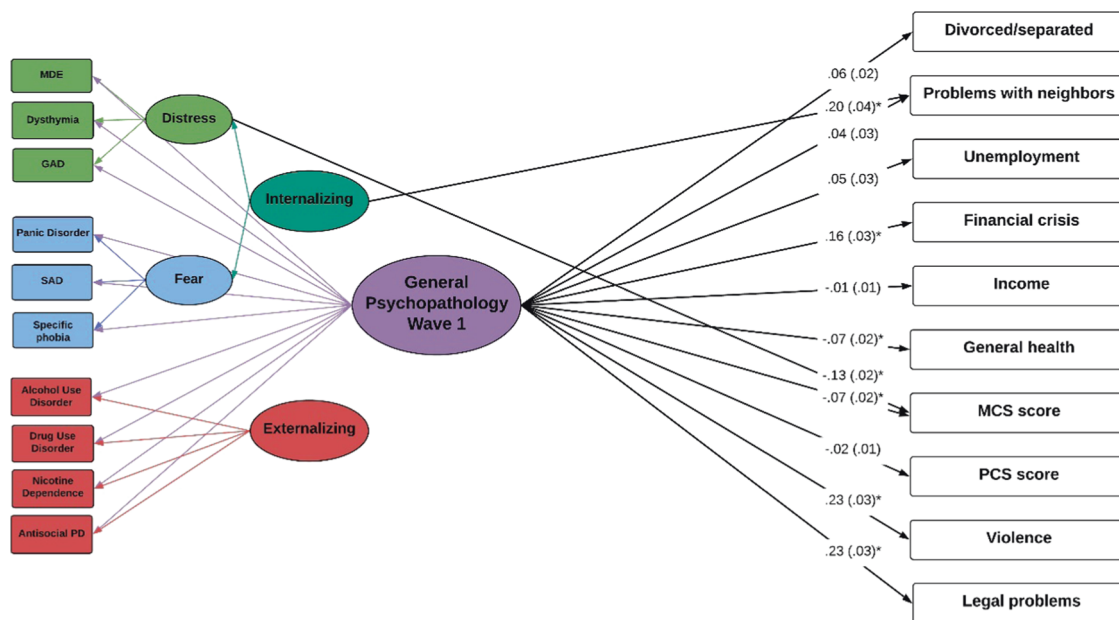 MDE
Dysthymia
GAD
Panic Disorder
SAD
Specific
phobia
Alcohol Use
Disorder
Drug Use
Disorder
Nicotine
Dependence
Antisocial PD
Distress
Internalizing
Fear
Externalizing
General
Psychopathology
Wave 1
.06 (.02)
.20 (.04)*
.04 (.03)
.05 (.03)
.16 (.03)*
-.01 (.01)
-.07 (.02)*
-.13 (.02)*
-.07 (.02)*
-.02 (.01)
.23 (.03)*
.23 (.03)*
Divorced/separated
Problems with neighbors
Unemployment
Financial crisis
Income
General health
MCS score
PCS score
Violence
Legal problems